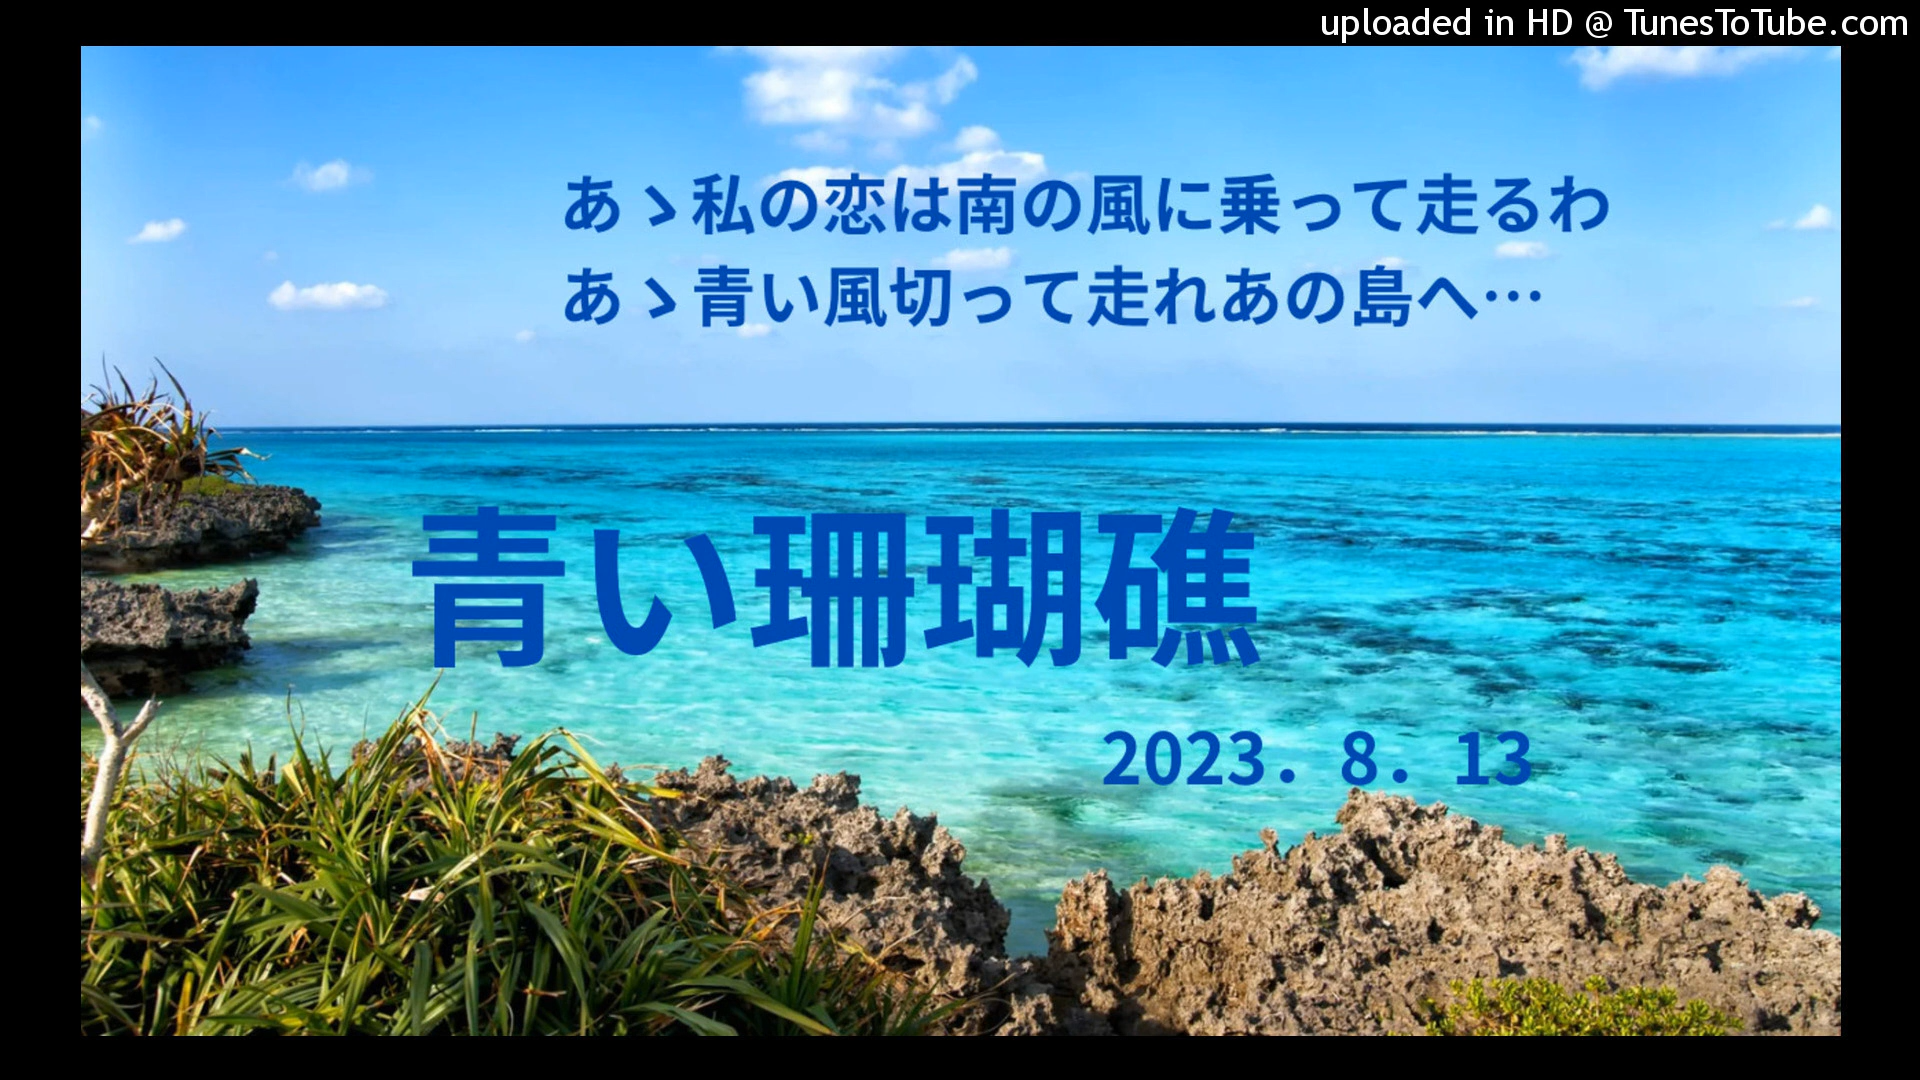 uploaded in HD @ TunesToTube.com
あゝ私の恋は南の風に乗って走るわ
あゝ青い風切って走れあの島へ…
青い珊瑚礁
2023．8．13